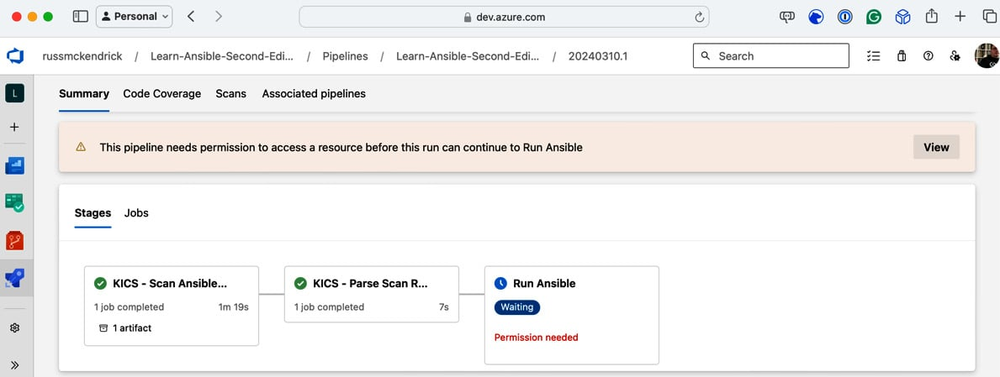 Personal
dev.azure.com
russmckendrick / Learn-Ansible-Second-Edi... / Pipelines / Learn-Ansible-Second-Edi... / 20240310.1
Search
L
Summary Code Coverage Scans Associated pipelines
This pipeline needs permission to access a resource before this run can continue to Run Ansible
View
Stages Jobs
KICS - Scan Ansible...
1 job completed 1m 19s
1 artifact
KICS - Parse Scan R...
1 job completed 7s
Run Ansible
Waiting
Permission needed